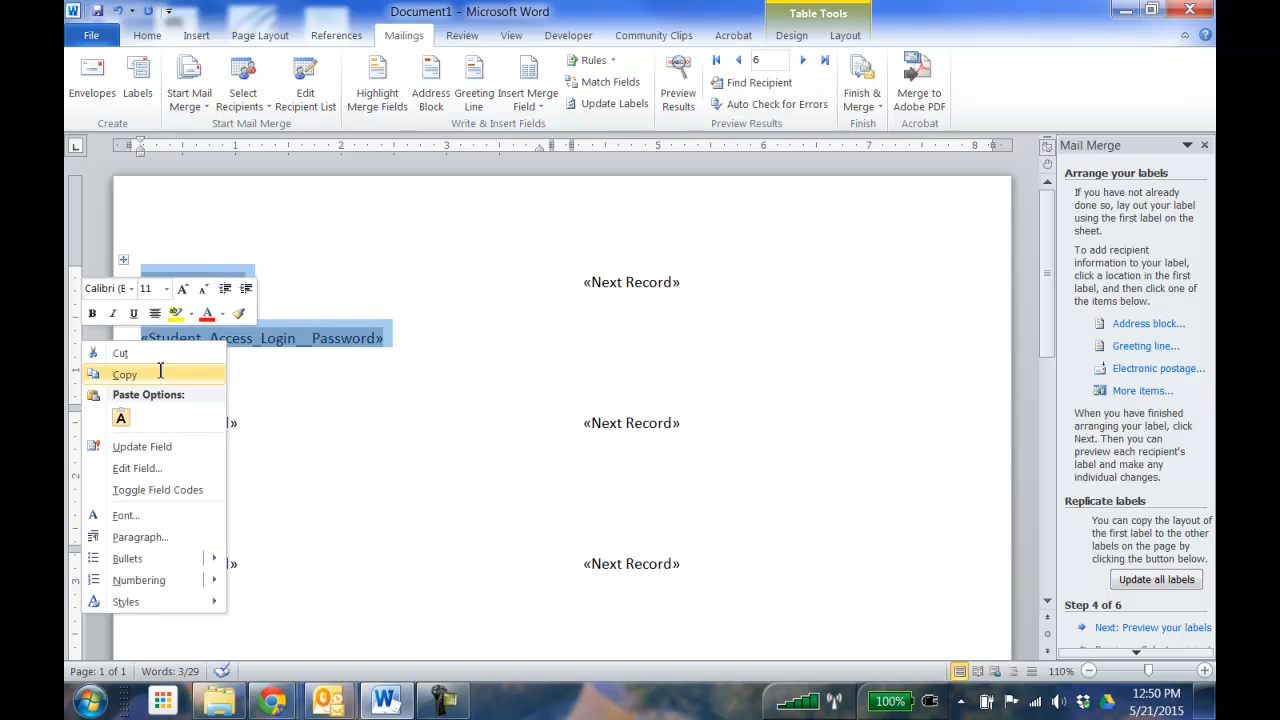 Document1 - Microsoft Word
Table Tools
File Home Insert Page Layout References Mailings Review View Developer Community Clips Acrobat Design Layout
Envelopes
Labels
Create
Start Mail Merge
Select Recipients
Edit Recipient List
Start Mail Merge
Highlight Merge Fields
Address Block
Greeting Line
Insert Merge Field
Rules
Match Fields
Update Labels
Write & Insert Fields
Preview Results
6
Find Recipient
Auto Check for Errors
Preview Results
Finish & Merge
Finish
Merge to Adobe PDF
Acrobat
1 2 3 5 6 7 8
«Next Record»
Calibri (E 11
B I U A
«Student_Access_Login__Password»
Cut
Copy
Paste Options:
A
Update Field
Edit Field...
Toggle Field Codes
Font...
Paragraph...
Bullets
Numbering
Styles
«Next Record»
«Next Record»
1
2
3
Mail Merge
Arrange your labels
If you have not already
done so, lay out your label
using the first label on the
sheet.
To add recipient
information to your label,
click a location in the first
label, and then click one of
the items below.
Address block...
Greeting line...
Electronic postage...
More items...
When you have finished
arranging your label, click
Next. Then you can
preview each recipient's
label and make any
individual changes.
Replicate labels
You can copy the layout of
the first label to the other
labels on the page by
clicking the button below.
Update all labels
Step 4 of 6
Next: Preview your labels
Page: 1 of 1 Words: 3/29 110%
100%
12:50 PM
5/21/2015